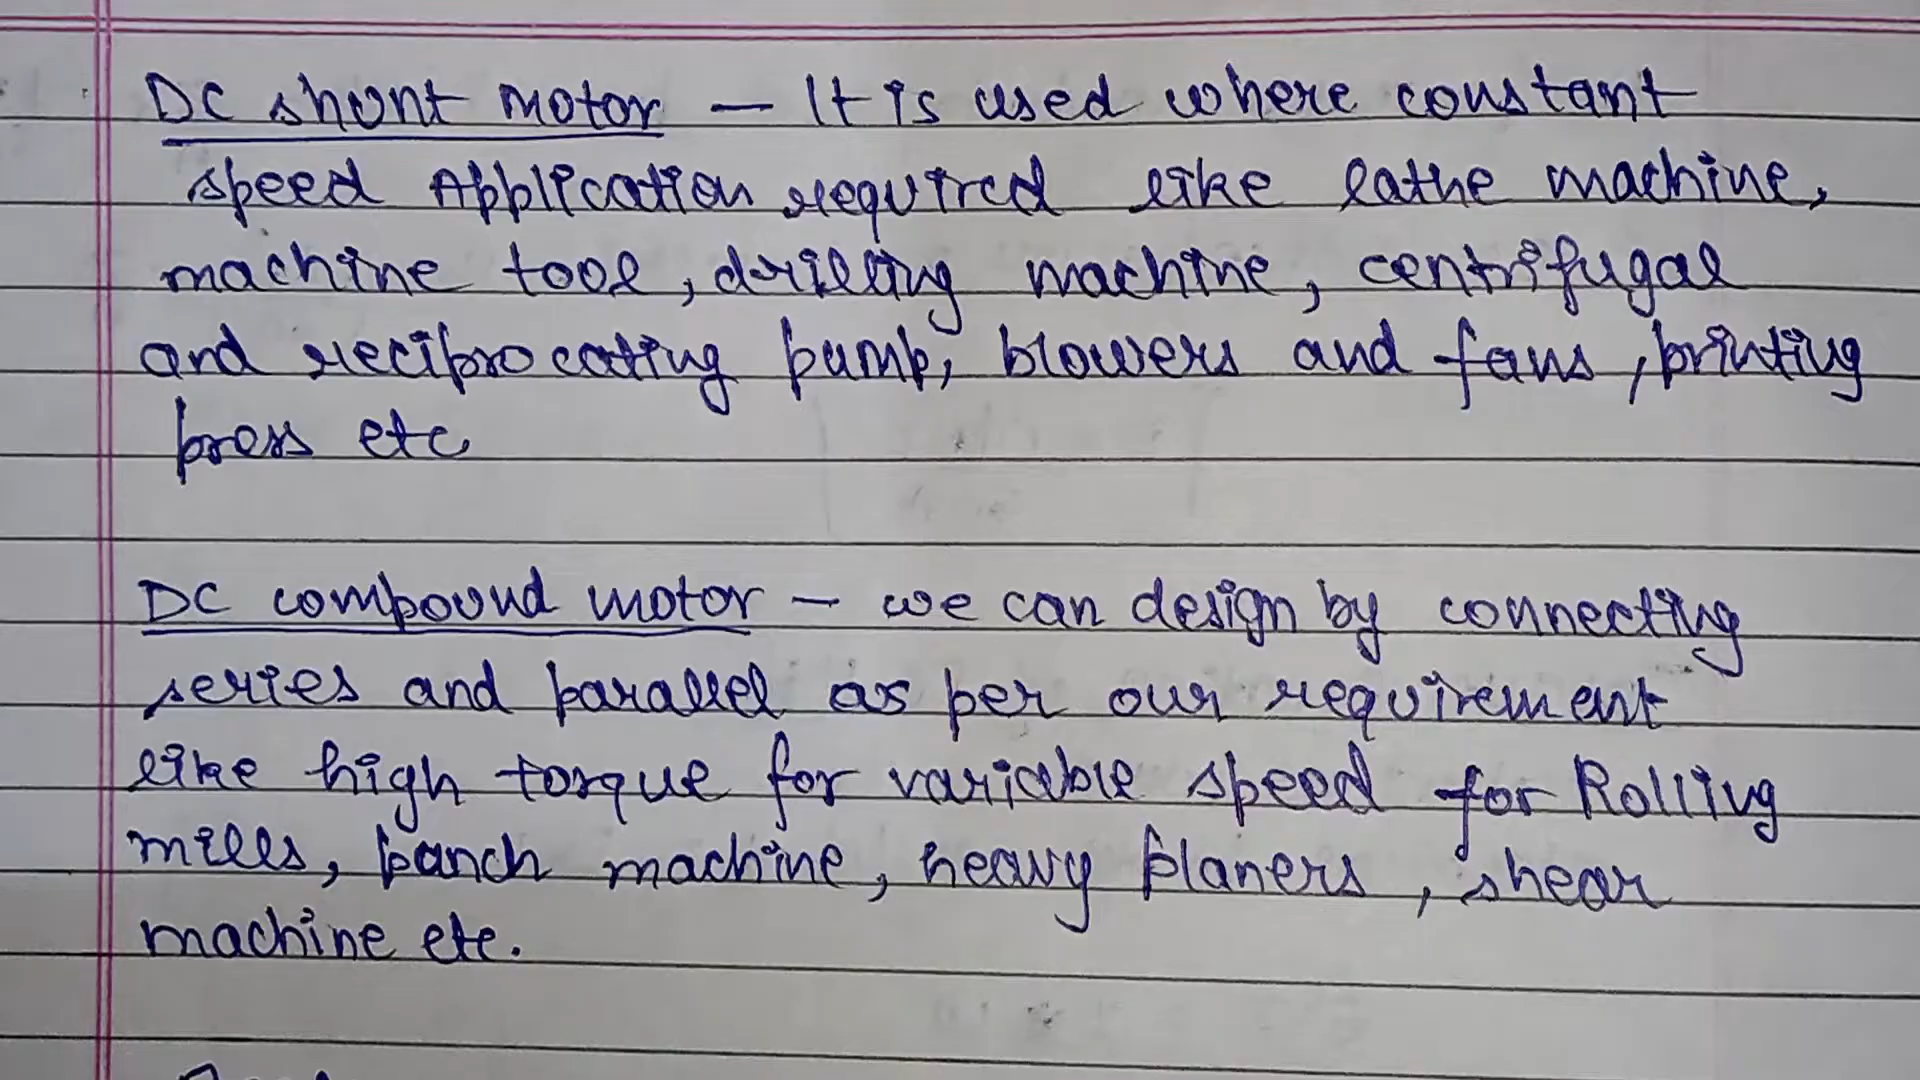 DC shunt motor — It is used where constant
speed Application required like lathe machine,
machine tool, drilling machine, centrifugal
and reciprocating pump, blowers and fans, printing
press etc
DC compound motor — we can design by connecting
series and parallel as per our requirement
like high torque for variable speed for Rolling
mills, panch machine, heavy planers, shear
machine etc.